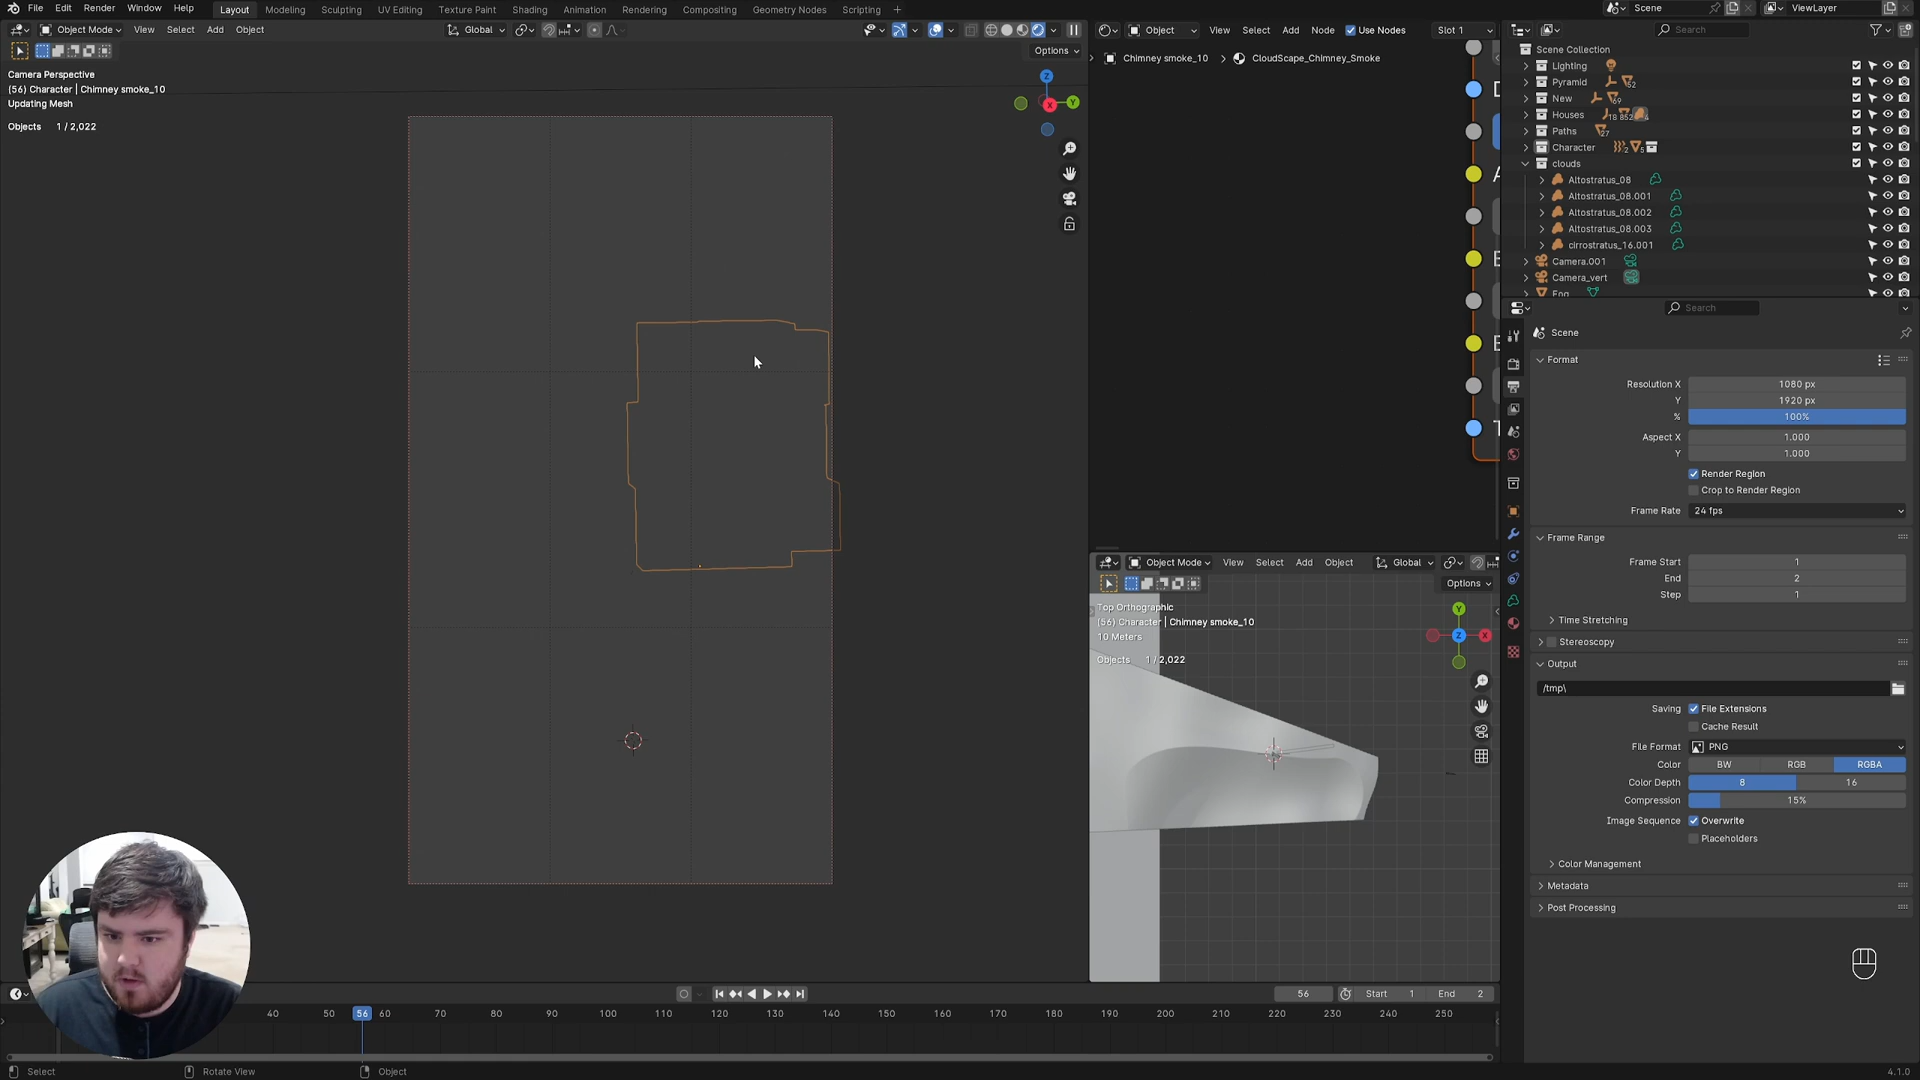 File Edit Render Window Help Layout Modeling Sculpting UV Editing Texture Paint Shading Animation Rendering Compositing Geometry Nodes Scripting + Scene ViewLayer
Object Mode View Select Add Object Global
Options
Camera Perspective
(56) Character | Chimney smoke_10
Updating Mesh
Objects 1 / 2,022
Z
X
Y
Object View Select Add Node Use Nodes Slot 1
Chimney smoke_10 > CloudScape_Chimney_Smoke
Object Mode View Select Add Object Global
Options
Top Orthographic
(56) Character | Chimney smoke_10
10 Meters
Objects 1 / 2,022
Y
Z
X
Search
Scene Collection
Lighting
Pyramid 52
New 69
Houses 18 852 4
Paths 27
Character 2 5
clouds
Altostratus_08
Altostratus_08.001
Altostratus_08.002
Altostratus_08.003
cirrostratus_16.001
Camera.001
Camera_vert
Search
Scene
Format
Resolution X 1080 px
Y 1920 px
% 100%
Aspect X 1.000
Y 1.000
Render Region
Crop to Render Region
Frame Rate 24 fps
Frame Range
Frame Start 1
End 2
Step 1
Time Stretching
Stereoscopy
Output
/tmp\
Saving File Extensions
Cache Result
File Format PNG
Color BW RGB RGBA
Color Depth 8 16
Compression 15%
Image Sequence Overwrite
Placeholders
Color Management
Metadata
Post Processing
56 Start 1 End 2
40 50 56 60 70 80 90 100 110 120 130 140 150 160 170 180 190 200 210 220 230 240 250
Select Rotate View Object 4.1.0